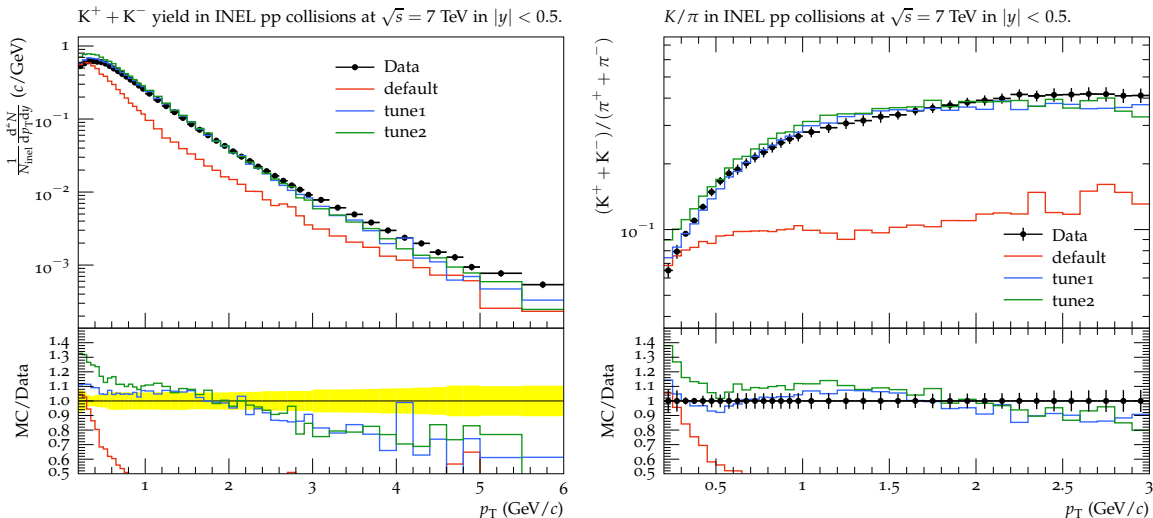 K⁺ + K⁻ yield in INEL pp collisions at √s = 7 TeV in |y| < 0.5.
1/N_inel d²N/dp_Tdy (c/GeV)
1
10⁻¹
10⁻²
10⁻³
Data
default
tune1
tune2
MC/Data
1.4
1.3
1.2
1.1
1.0
0.9
0.8
0.7
0.6
0.5
1 2 3 4 5 6
p_T (GeV/c)
K/π in INEL pp collisions at √s = 7 TeV in |y| < 0.5.
(K⁺ + K⁻)/(π⁺ + π⁻)
10⁻¹
Data
default
tune1
tune2
MC/Data
1.4
1.3
1.2
1.1
1.0
0.9
0.8
0.7
0.6
0.5
0.5 1 1.5 2 2.5 3
p_T (GeV/c)